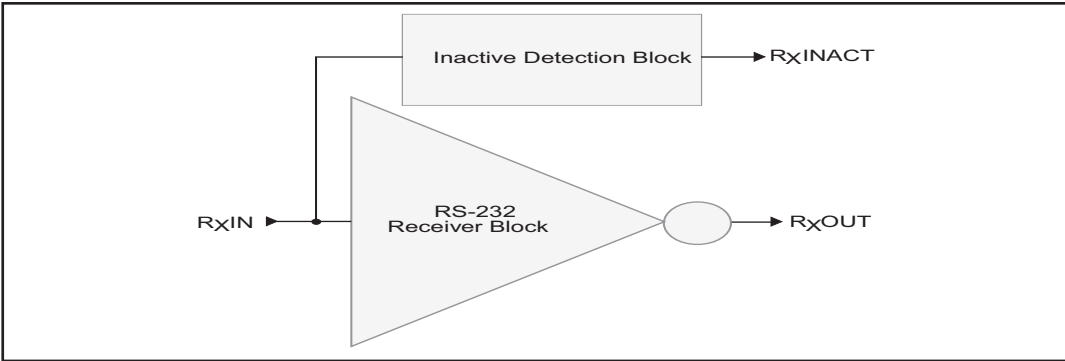 Inactive Detection Block
RXINACT
RS-232
Receiver Block
RXIN
RXOUT